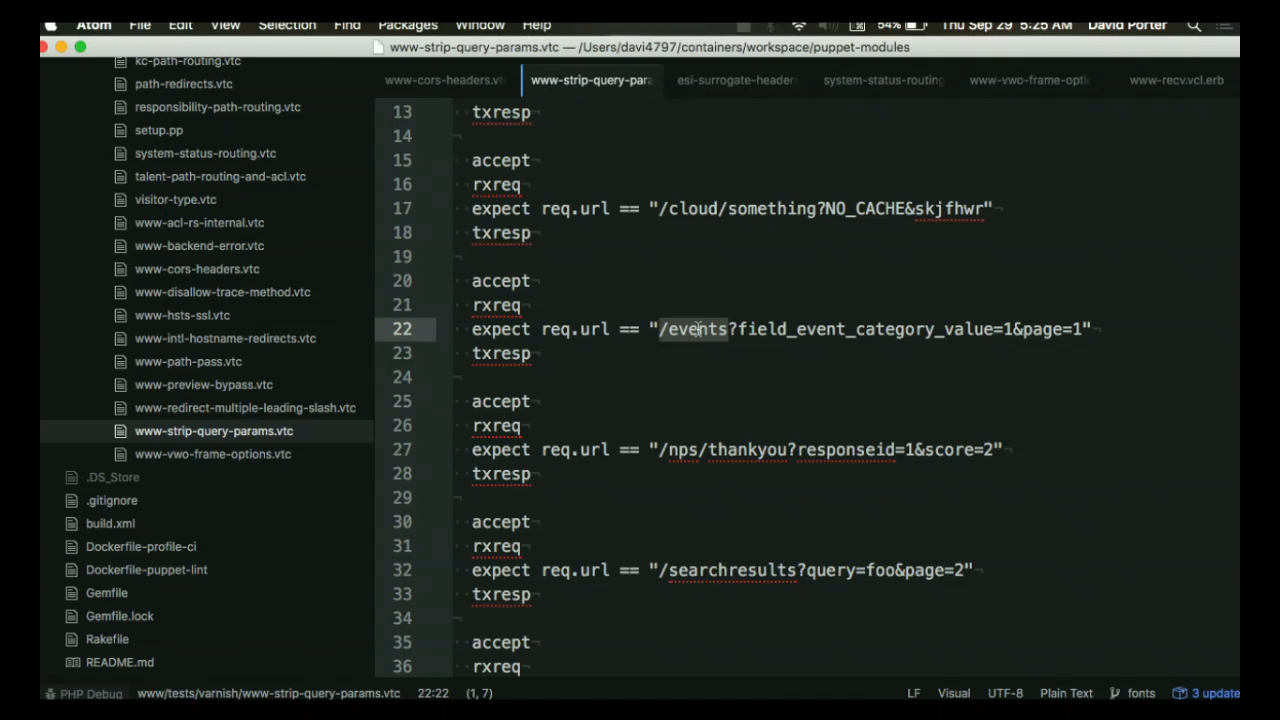 Atom File Edit View Selection Find Packages Window Help 54% Thu Sep 29 5:25 AM David Porter
www-strip-query-params.vtc — /Users/davi4797/containers/workspace/puppet-modules
www-cors-headers.vt www-strip-query-para esi-surrogate-header system-status-routing www-vwo-frame-optio www-recv.vcl.erb
kc-path-routing.vtc
path-redirects.vtc
responsibility-path-routing.vtc
setup.pp
system-status-routing.vtc
talent-path-routing-and-acl.vtc
visitor-type.vtc
www-acl-rs-internal.vtc
www-backend-error.vtc
www-cors-headers.vtc
www-disallow-trace-method.vtc
www-hsts-ssl.vtc
www-intl-hostname-redirects.vtc
www-path-pass.vtc
www-preview-bypass.vtc
www-redirect-multiple-leading-slash.vtc
www-strip-query-params.vtc
www-vwo-frame-options.vtc
.DS_Store
.gitignore
build.xml
Dockerfile-profile-ci
Dockerfile-puppet-lint
Gemfile
Gemfile.lock
Rakefile
README.md
13 txresp
14
15 accept
16 rxreq
17 expect req.url == "/cloud/something?NO_CACHE&skjfhwr"
18 txresp
19
20 accept
21 rxreq
22 expect req.url == "/events?field_event_category_value=1&page=1"
23 txresp
24
25 accept
26 rxreq
27 expect req.url == "/nps/thankyou?responseid=1&score=2"
28 txresp
29
30 accept
31 rxreq
32 expect req.url == "/searchresults?query=foo&page=2"
33 txresp
34
35 accept
36 rxreq
PHP Debug www/tests/varnish/www-strip-query-params.vtc 22:22 (1, 7) LF Visual UTF-8 Plain Text fonts 3 update